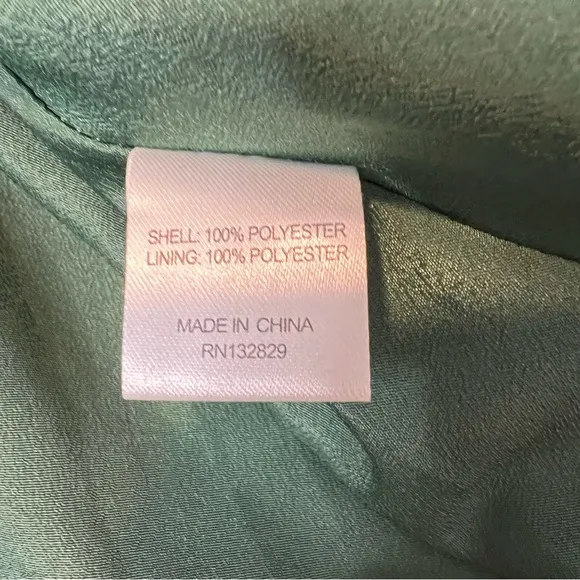 SHELL: 100% POLYESTER
LINING: 100% POLYESTER
MADE IN CHINA
RN132829